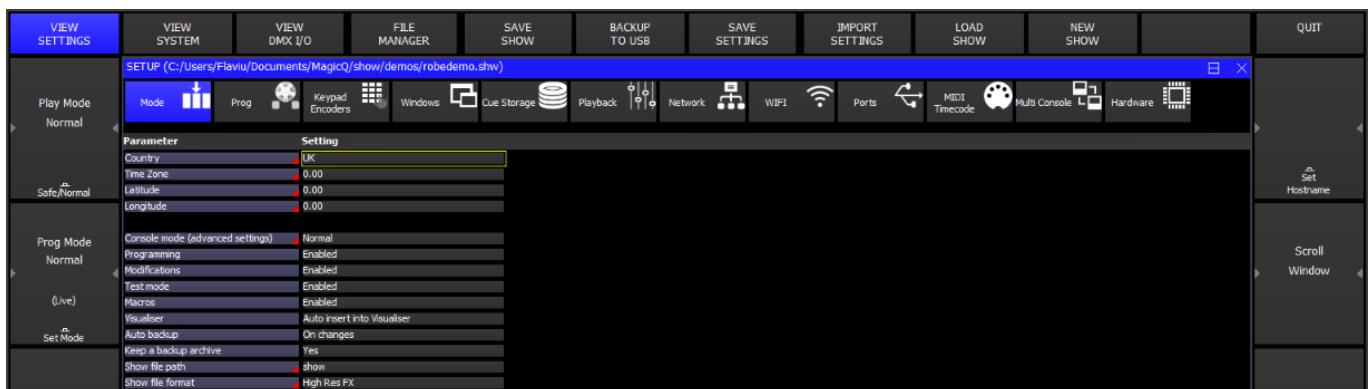 VIEW SETTINGS
VIEW SYSTEM
VIEW DMX I/O
FILE MANAGER
SAVE SHOW
BACKUP TO USB
SAVE SETTINGS
IMPORT SETTINGS
LOAD SHOW
NEW SHOW
QUIT
SETUP (C:/Users/Flaviu/Documents/MagicQ/show/demos/robedemo.shw)
Mode
Prog
Keypad Encoders
Windows
Cue Storage
Playback
Network
WIFI
Ports
MIDI Timecode
Multi Console
Hardware
Play Mode
Normal
Safe/Normal
Prog Mode
Normal
(Live)
Set Mode
Parameter Setting
Country UK
Time Zone 0.00
Latitude 0.00
Longitude 0.00
Console mode (advanced settings) Normal
Programming Enabled
Modifications Enabled
Test mode Enabled
Macros Enabled
Visualiser Auto insert into Visualiser
Auto backup On changes
Keep a backup archive Yes
Show file path show
Show file format High Res FX
Set
Hostname
Scroll
Window